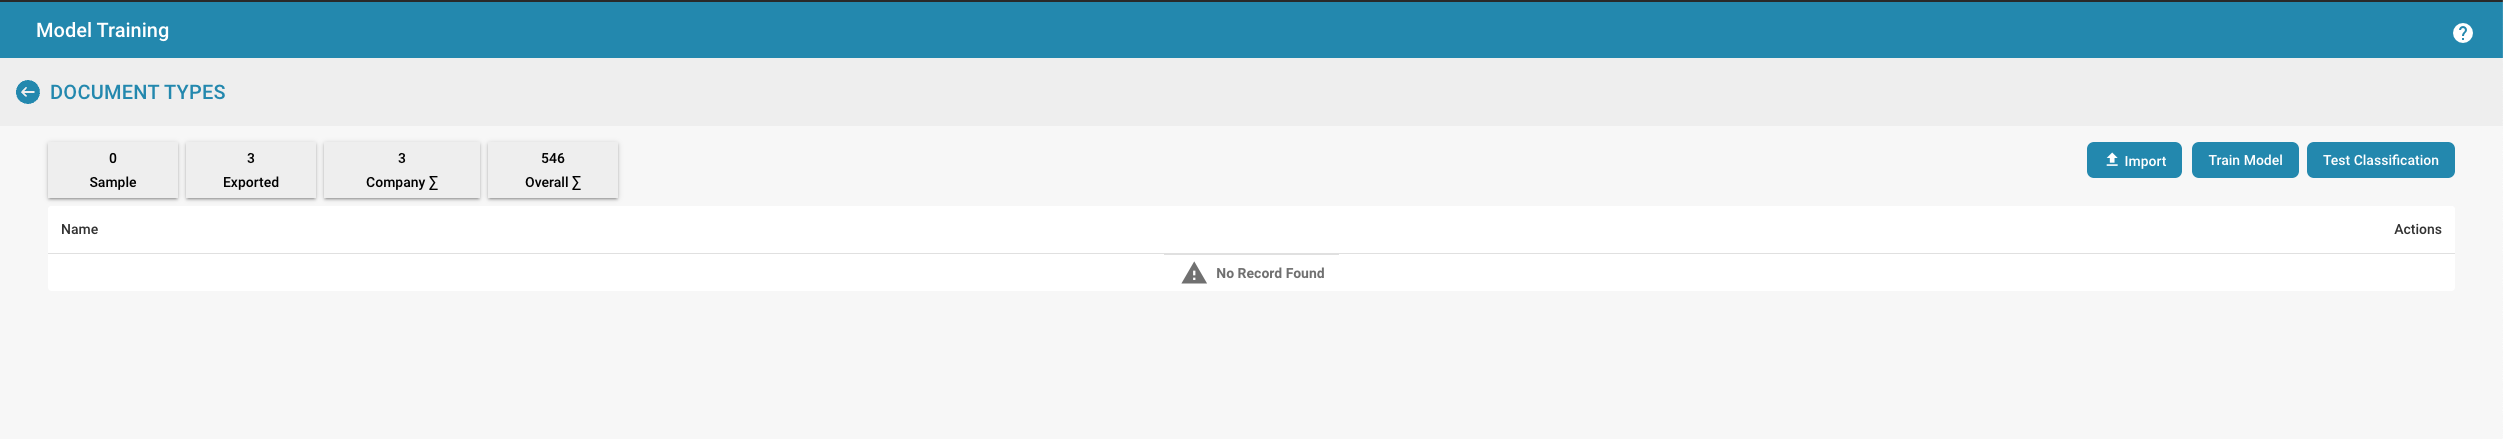 Model Training
DOCUMENT TYPES
0
Sample
3
Exported
3
Company ∑
546
Overall ∑
Import
Train Model
Test Classification
Name
Actions
No Record Found